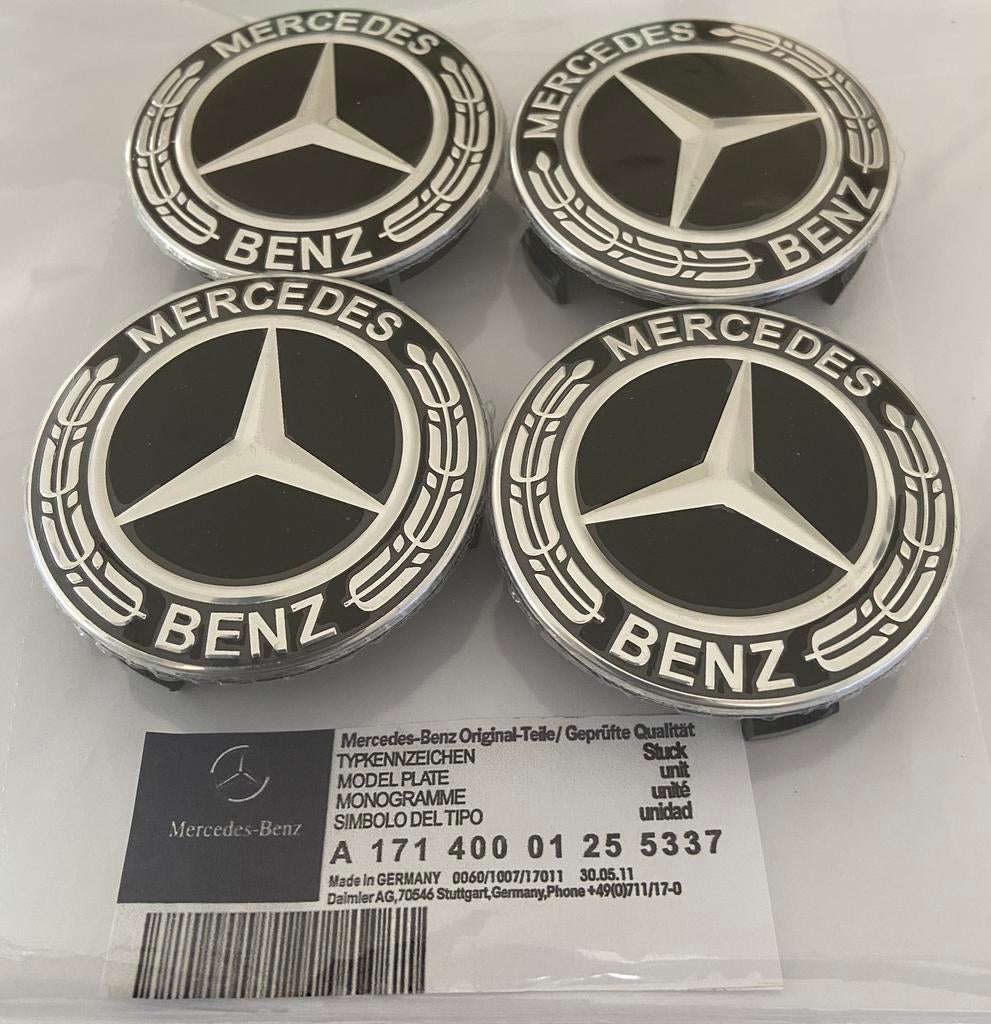 MERCEDES
BENZ
MERCEDES
BENZ
MERCEDES
BENZ
MERCEDES
BENZ
Mercedes-Benz
Mercedes-Benz Original-Teile/ Geprüfte Qualität
TYPKENNZEICHEN Stuck
MODEL PLATE unit
MONOGRAMME unité
SIMBOLO DEL TIPO unidad
A 171 400 01 25 5337
Made in GERMANY 0060/1007/17011 30.05.11
Daimler AG,70546 Stuttgart,Germany,Phone +49(0)711/17-0